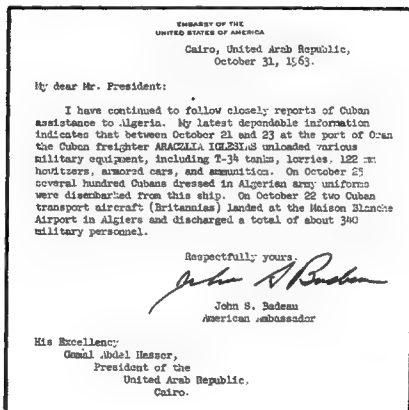 EMBASSY OF THE
UNITED STATES OF AMERICA
Cairo, United Arab Republic,
October 31, 1963.
My dear Mr. President:
I have continued to follow closely reports of Cuban
assistance to Algeria. My latest dependable information
indicates that between October 21 and 23 at the port of Oran
the Cuban freighter ARACELIA IGLESIAS unloaded various
military equipment, including T-34 tanks, lorries, 122 mm
howitzers, armored cars, and ammunition. On October 25
several hundred Cubans dressed in Algerian army uniforms
were disembarked from this ship. On October 22 two Cuban
transport aircraft (Britannias) landed at the Maison Blanche
Airport in Algiers and discharged a total of about 340
military personnel.
Respectfully yours,
John S Badeau
John S. Badeau
American Ambassador
His Excellency
Gamal Abdel Nasser,
President of the
United Arab Republic,
Cairo.